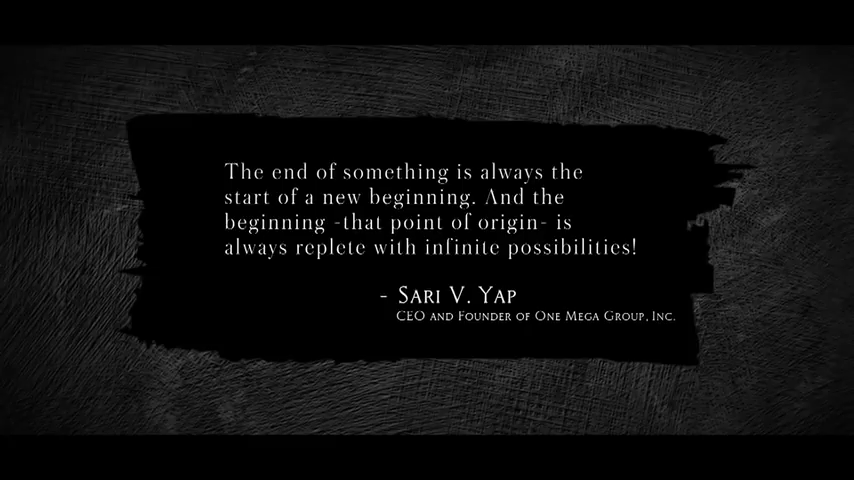 The end of something is always the
start of a new beginning. And the
beginning -that point of origin- is
always replete with infinite possibilities!
- Sari V. Yap
CEO and Founder of One Mega Group, Inc.